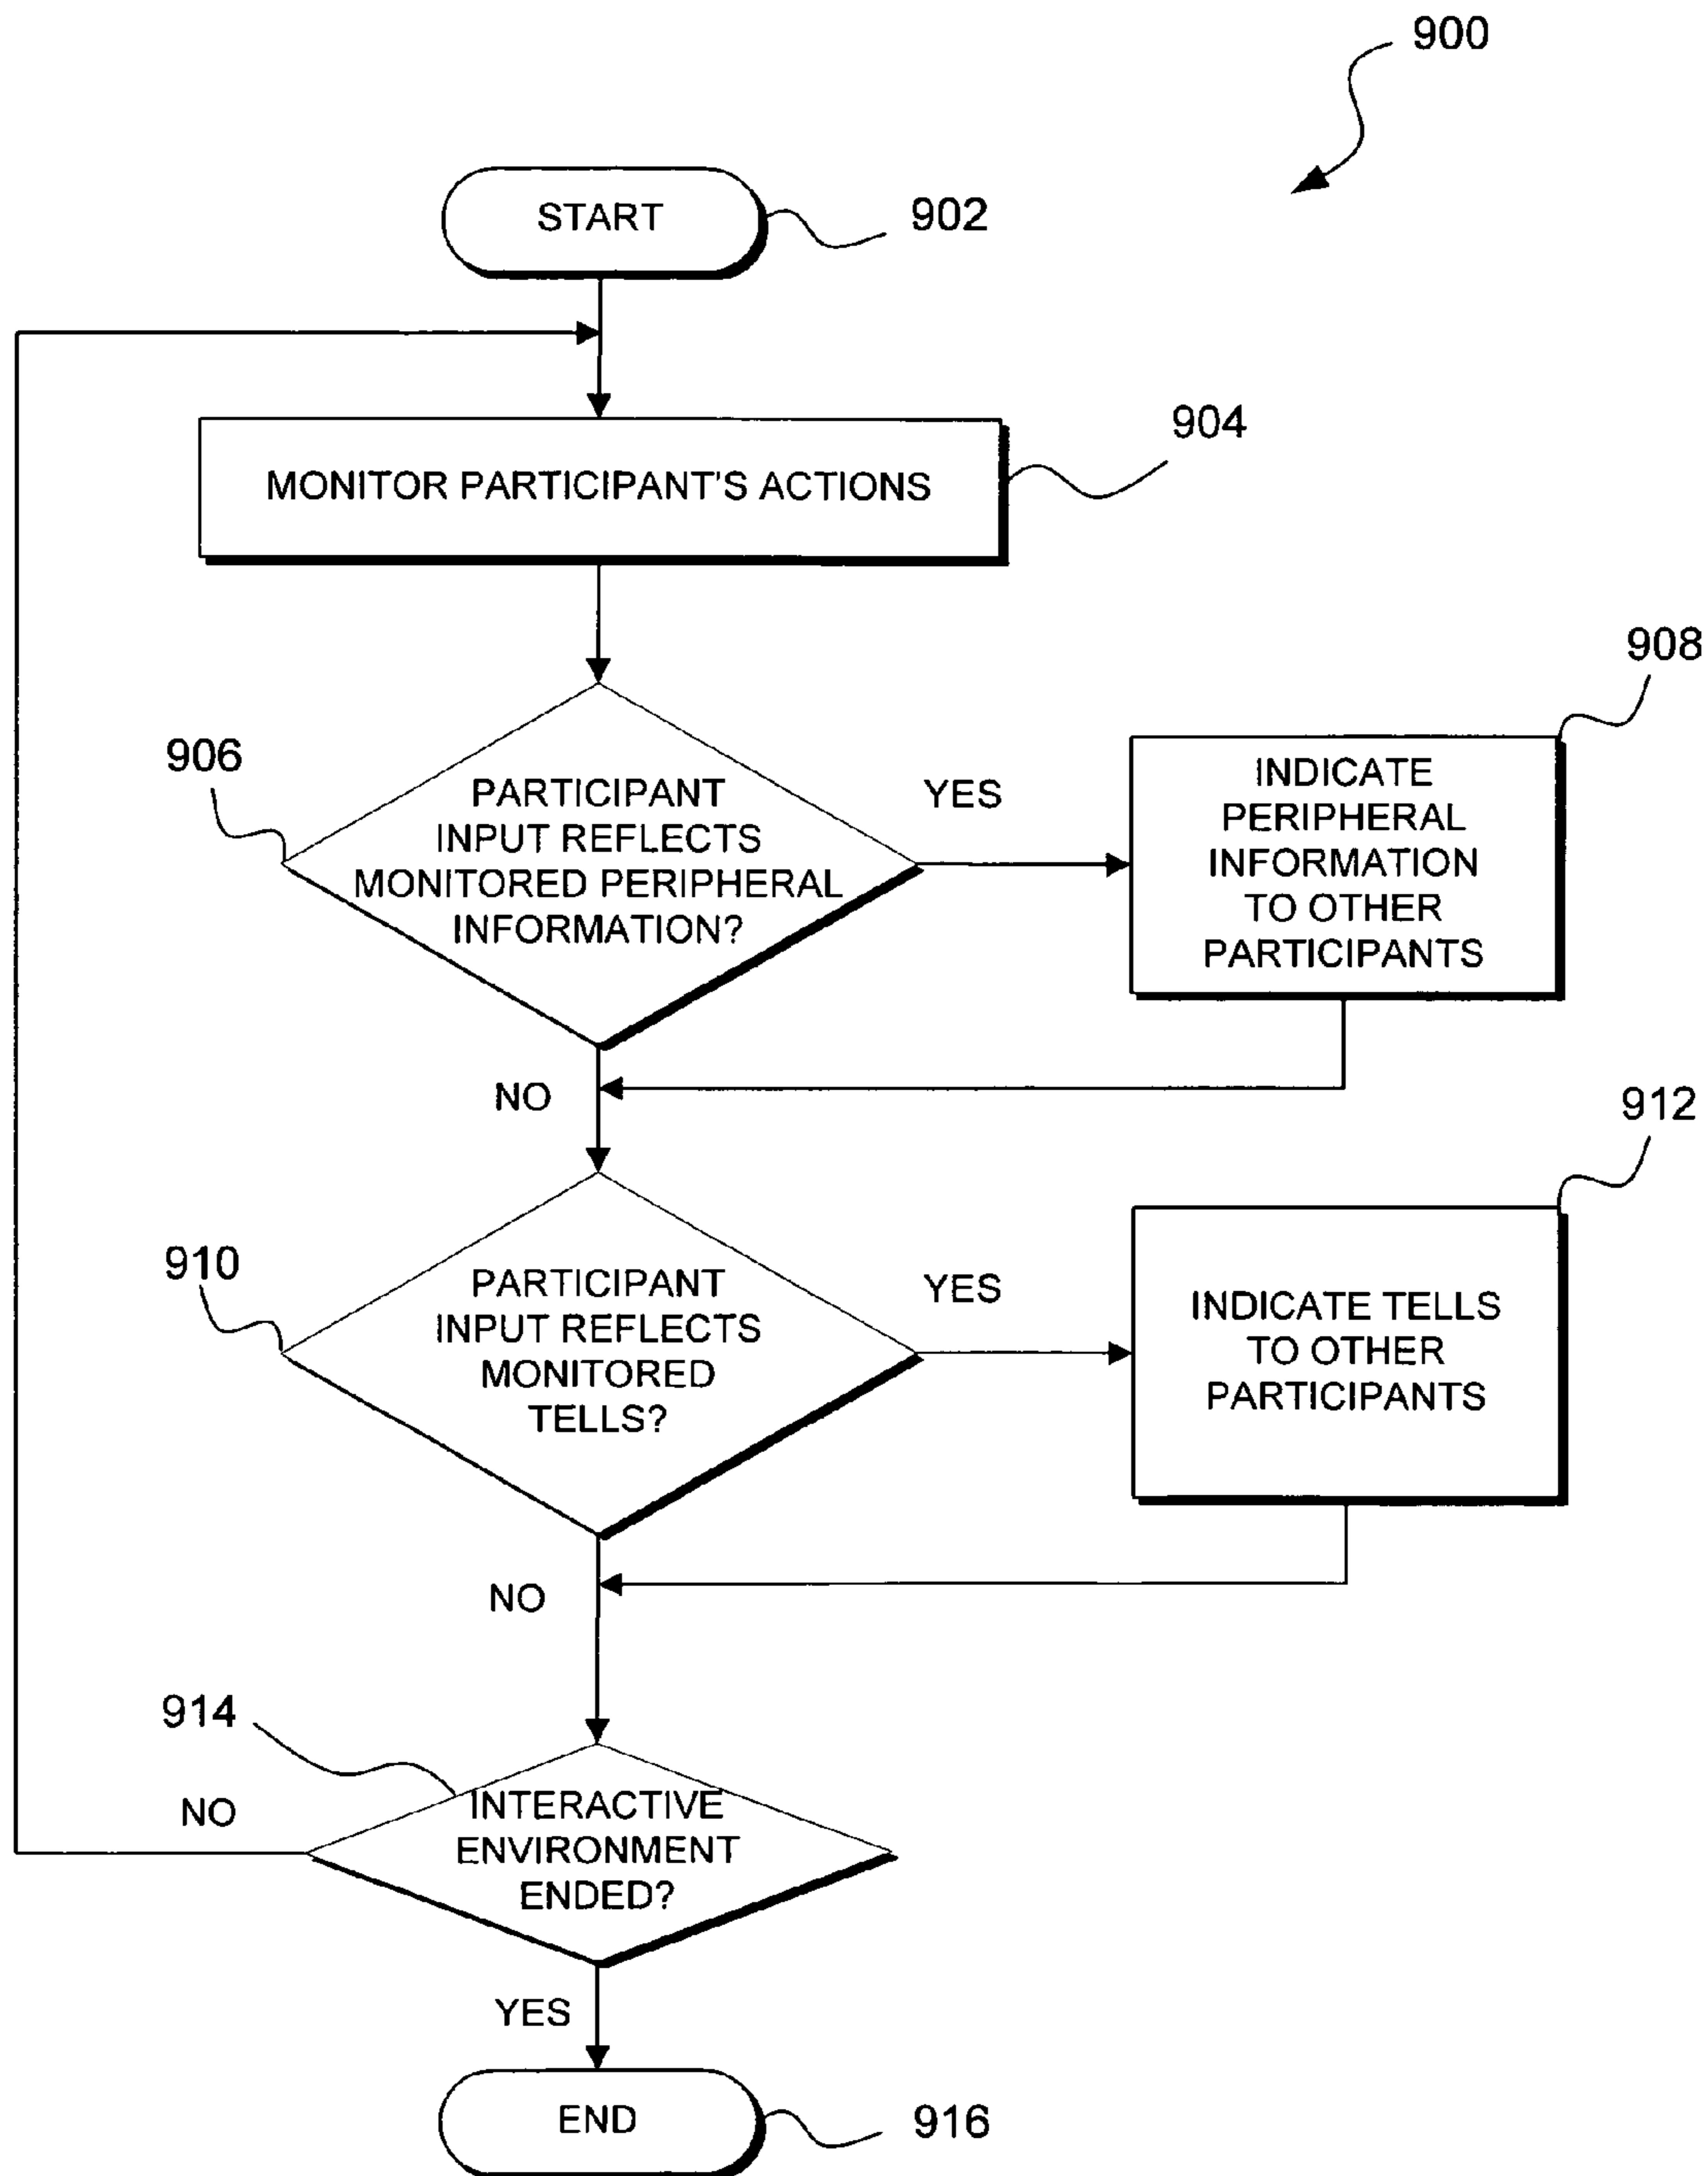 900
START
902
MONITOR PARTICIPANT'S ACTIONS
904
906
PARTICIPANT
INPUT REFLECTS
MONITORED PERIPHERAL
INFORMATION?
YES
908
INDICATE
PERIPHERAL
INFORMATION
TO OTHER
PARTICIPANTS
NO
910
PARTICIPANT
INPUT REFLECTS
MONITORED
TELLS?
YES
912
INDICATE TELLS
TO OTHER
PARTICIPANTS
NO
914
NO
INTERACTIVE
ENVIRONMENT
ENDED?
YES
END
916